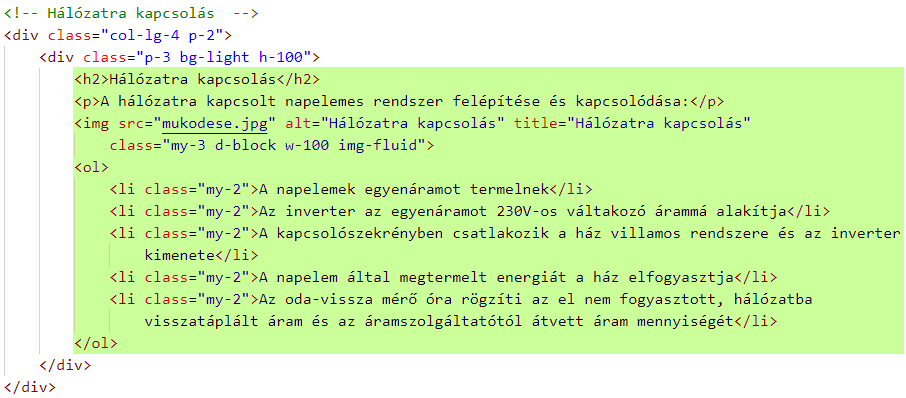 <!-- Hálózatra kapcsolás  -->
<div class="col-lg-4 p-2">
<div class="p-3 bg-light h-100">
<h2>Hálózatra kapcsolás</h2>
<p>A hálózatra kapcsolt napelemes rendszer felépítése és kapcsolódása:</p>
<img src="mukodese.jpg" alt="Hálózatra kapcsolás" title="Hálózatra kapcsolás"
class="my-3 d-block w-100 img-fluid">
<ol>
<li class="my-2">A napelemek egyenáramot termelnek</li>
<li class="my-2">Az inverter az egyenáramot 230V-os váltakozó árammá alakítja</li>
<li class="my-2">A kapcsolószekrényben csatlakozik a ház villamos rendszere és az inverter
kimenete</li>
<li class="my-2">A napelem által megtermelt energiát a ház elfogyasztja</li>
<li class="my-2">Az oda-vissza mérő óra rögzíti az el nem fogyasztott, hálózatba
visszatáplált áram és az áramszolgáltatótól átvett áram mennyiségét</li>
</ol>
</div>
</div>